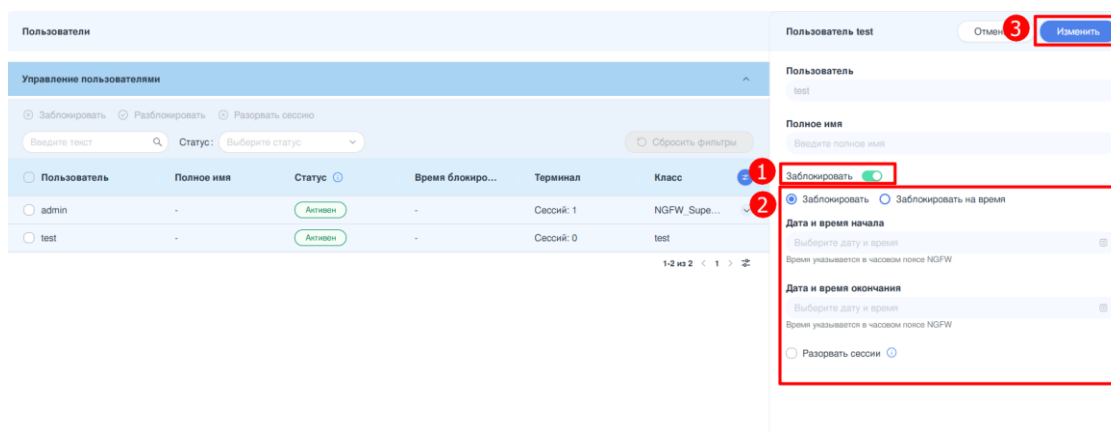 Пользователи
Управление пользователями
Заблокировать Разблокировать Разорвать сессию
Введите текст Статус: Выберите статус Сбросить фильтры
Пользователь Полное имя Статус Время блокиро... Терминал Класс
admin - Активен - Сессий: 1 NGFW_Supe...
test - Активен - Сессий: 0 test
1-2 из 2 < 1 >
Пользователь test Отмен 3 Изменить
Пользователь
test
Полное имя
Введите полное имя
1 Заблокировать
2 Заблокировать Заблокировать на время
Дата и время начала
Выберите дату и время
Время указывается в часовом поясе NGFW
Дата и время окончания
Выберите дату и время
Время указывается в часовом поясе NGFW
Разорвать сессии